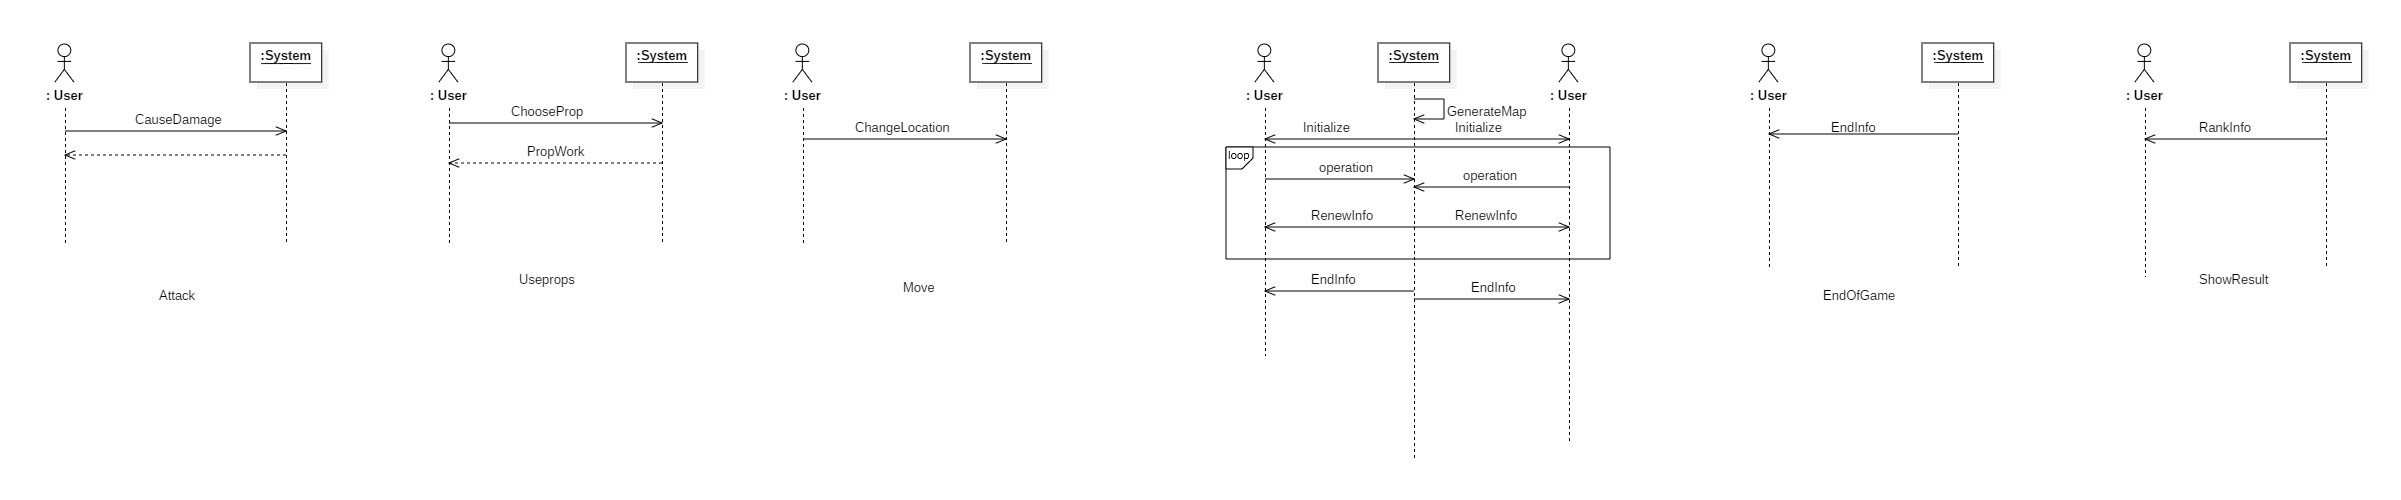 : User
:System
CauseDamage
Attack
: User
:System
ChooseProp
PropWork
Useprops
: User
:System
ChangeLocation
Move
: User
:System
: User
GenerateMap
Initialize
Initialize
loop
operation
operation
RenewInfo
RenewInfo
EndInfo
EndInfo
: User
:System
EndInfo
EndOfGame
: User
:System
RankInfo
ShowResult